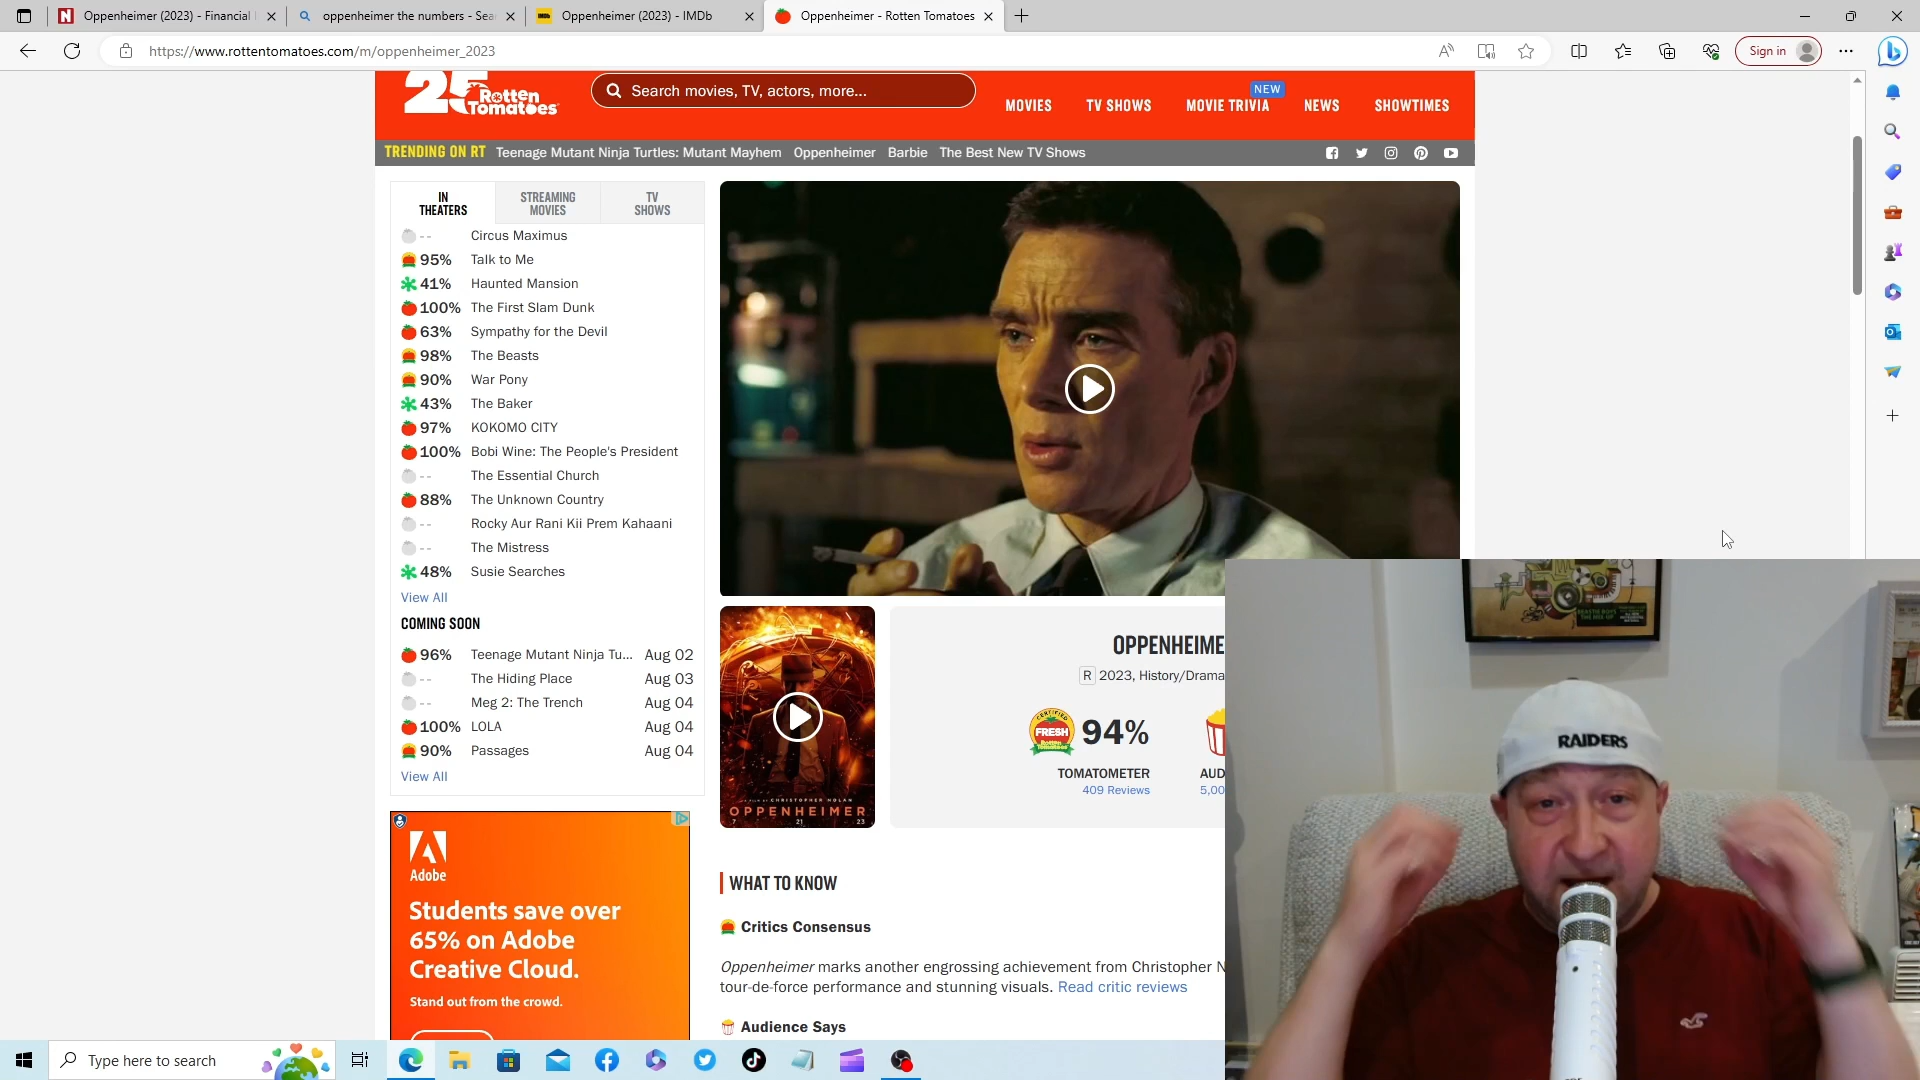 Oppenheimer (2023) - Financial
oppenheimer the numbers - Sea
Oppenheimer (2023) - IMDb
Oppenheimer - Rotten Tomatoes
https://www.rottentomatoes.com/m/oppenheimer_2023
Sign in
25 Rotten Tomatoes
Search movies, TV, actors, more...
MOVIES
TV SHOWS
NEW
MOVIE TRIVIA
NEWS
SHOWTIMES
TRENDING ON RT Teenage Mutant Ninja Turtles: Mutant Mayhem Oppenheimer Barbie The Best New TV Shows
IN THEATERS
STREAMING MOVIES
TV SHOWS
-- Circus Maximus
95% Talk to Me
41% Haunted Mansion
100% The First Slam Dunk
63% Sympathy for the Devil
98% The Beasts
90% War Pony
43% The Baker
97% KOKOMO CITY
100% Bobi Wine: The People's President
-- The Essential Church
88% The Unknown Country
-- Rocky Aur Rani Kii Prem Kahaani
-- The Mistress
48% Susie Searches
View All
COMING SOON
96% Teenage Mutant Ninja Tu... Aug 02
-- The Hiding Place Aug 03
-- Meg 2: The Trench Aug 04
100% LOLA Aug 04
90% Passages Aug 04
View All
Adobe
Students save over
65% on Adobe
Creative Cloud.
Stand out from the crowd.
A FILM BY CHRISTOPHER NOLAN
OPPENHEIMER
7 21 23
OPPENHEIME
R 2023, History/Drama
CERTIFIED FRESH Rotten Tomatoes
94%
TOMATOMETER
409 Reviews
AUD
5,00
WHAT TO KNOW
Critics Consensus
Oppenheimer marks another engrossing achievement from Christopher N
tour-de-force performance and stunning visuals. Read critic reviews
Audience Says
RAIDERS
Type here to search